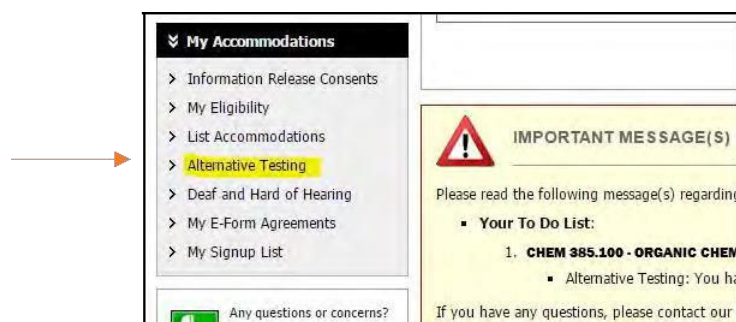 My Accommodations
Information Release Consents
My Eligibility
List Accommodations
Alternative Testing
Deaf and Hard of Hearing
My E-Form Agreements
My Signup List
Any questions or concerns?
IMPORTANT MESSAGE(S)
Please read the following message(s) regarding
Your To Do List:
1. CHEM 385.100 - ORGANIC CHEM
Alternative Testing: You ha
If you have any questions, please contact our